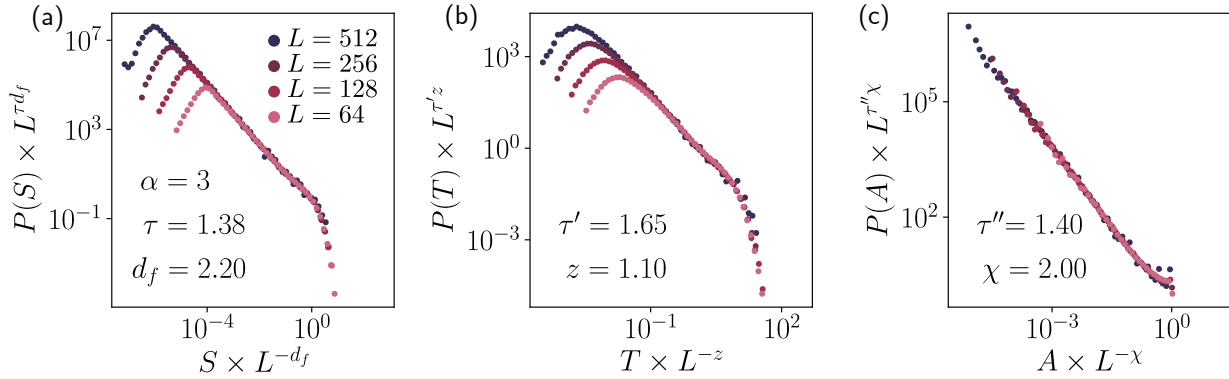 (a)
P(S) × L^{τd_f}
10^7
10^3
10^{-1}
L = 512
L = 256
L = 128
L = 64
α = 3
τ = 1.38
d_f = 2.20
10^{-4}
10^0
S × L^{-d_f}
(b)
P(T) × L^{τ′z}
10^3
10^0
10^{-3}
τ′ = 1.65
z = 1.10
10^{-1}
10^2
T × L^{-z}
(c)
P(A) × L^{τ″χ}
10^5
10^2
τ″= 1.40
χ = 2.00
10^{-3}
10^0
A × L^{-χ}